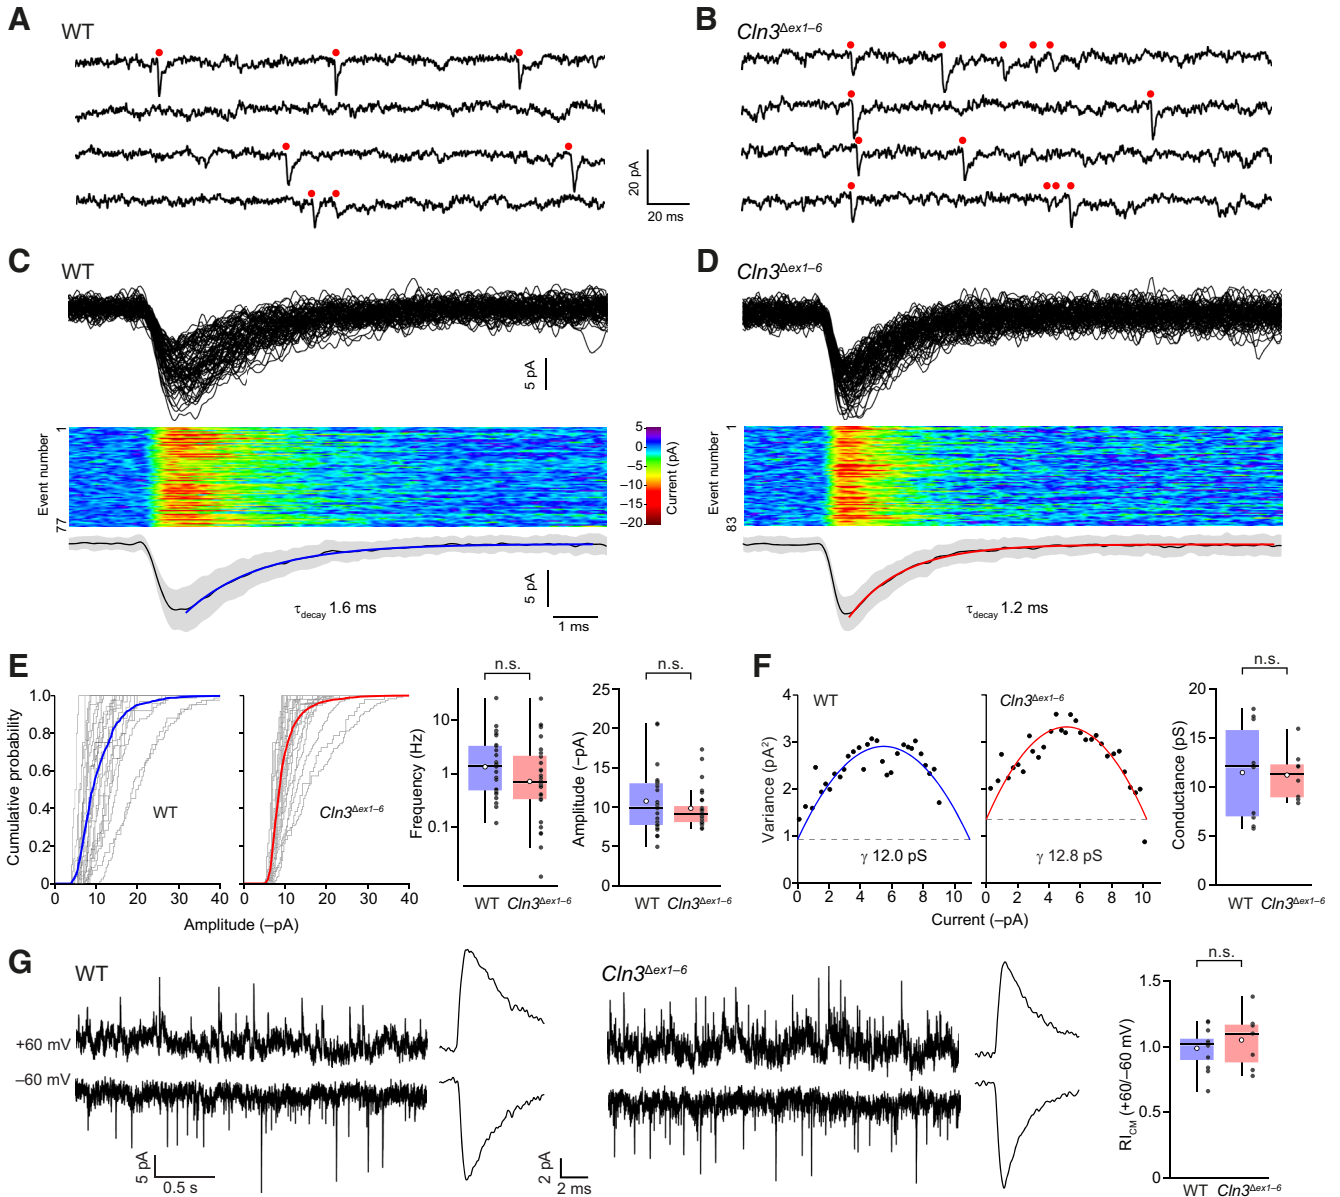 A WT
B Cln3Δex1–6
20 pA
20 ms
C WT
D Cln3Δex1–6
5 pA
Event number
1
77
5
0
–5
–10
–15
–20
Current (pA)
Event number
1
83
5 pA
1 ms
τdecay 1.6 ms
τdecay 1.2 ms
E
Cumulative probability
1.0
0.8
0.6
0.4
0.2
0
WT
Cln3Δex1–6
0 10 20 30 40
0 10 20 30 40
Amplitude (–pA)
n.s.
Frequency (Hz)
10
1
0.1
WT Cln3Δex1–6
n.s.
Amplitude (–pA)
25
20
15
10
5
0
WT Cln3Δex1–6
F
WT
Cln3Δex1–6
Variance (pA²)
4
3
2
1
0
γ 12.0 pS
γ 12.8 pS
0 2 4 6 8 10
0 2 4 6 8 10
Current (–pA)
n.s.
Conductance (pS)
20
15
10
5
0
WT Cln3Δex1–6
G WT
Cln3Δex1–6
+60 mV
–60 mV
5 pA
0.5 s
2 pA
2 ms
n.s.
RICM (+60/–60 mV)
1.5
1.0
0.5
0
WT Cln3Δex1–6